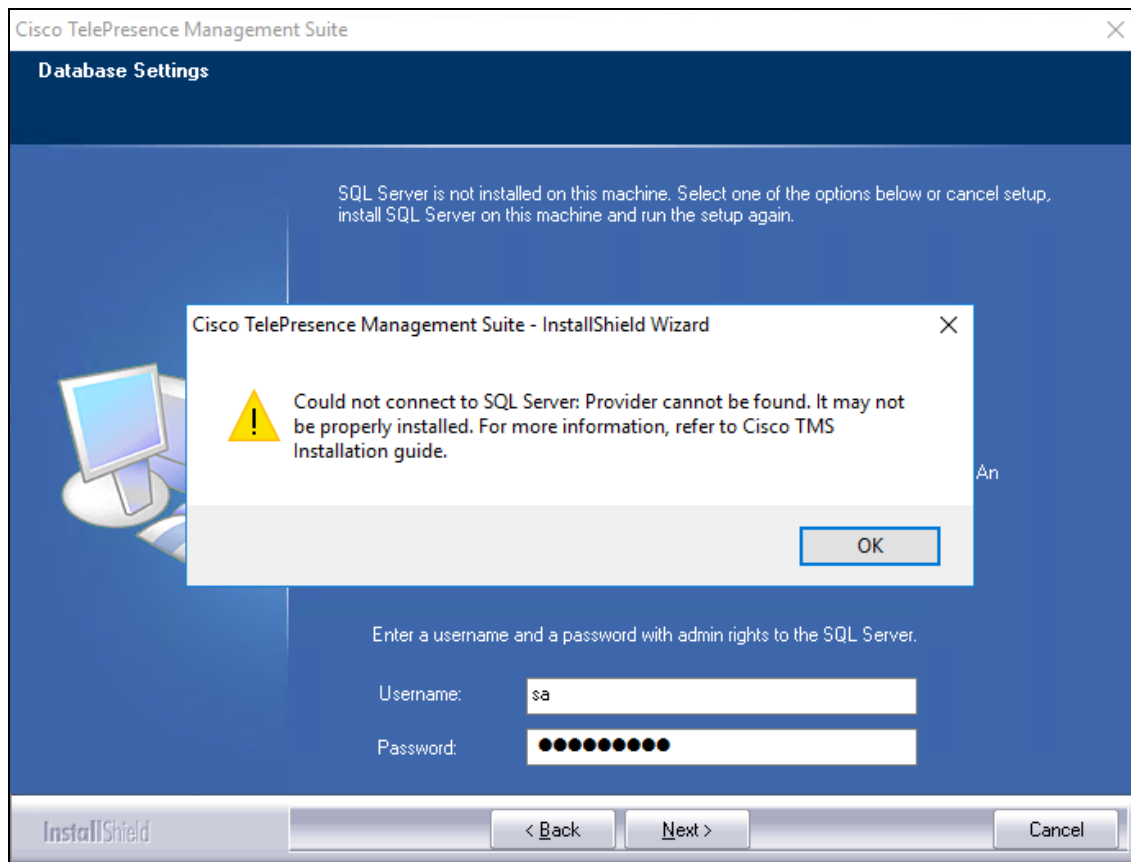 Cisco TelePresence Management Suite
Database Settings
SQL Server is not installed on this machine. Select one of the options below or cancel setup,
install SQL Server on this machine and run the setup again.
Cisco TelePresence Management Suite - InstallShield Wizard
Could not connect to SQL Server: Provider cannot be found. It may not
be properly installed. For more information, refer to Cisco TMS
Installation guide.
An
OK
Enter a username and a password with admin rights to the SQL Server.
Username:
sa
Password:
●●●●●●●●●
InstallShield
< Back
Next >
Cancel